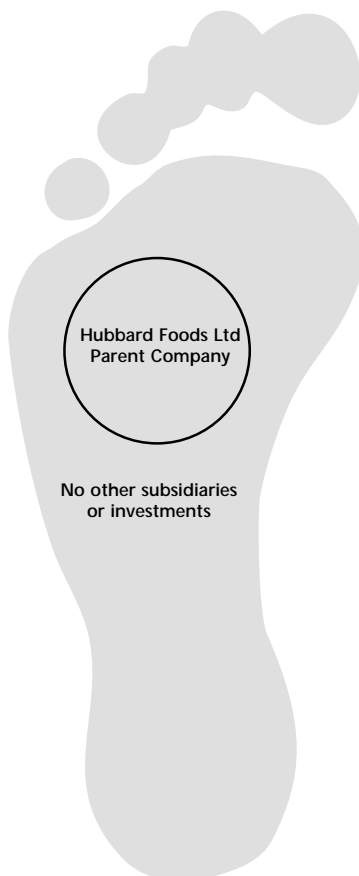 Hubbard Foods Ltd
Parent Company
No other subsidiaries
or investments